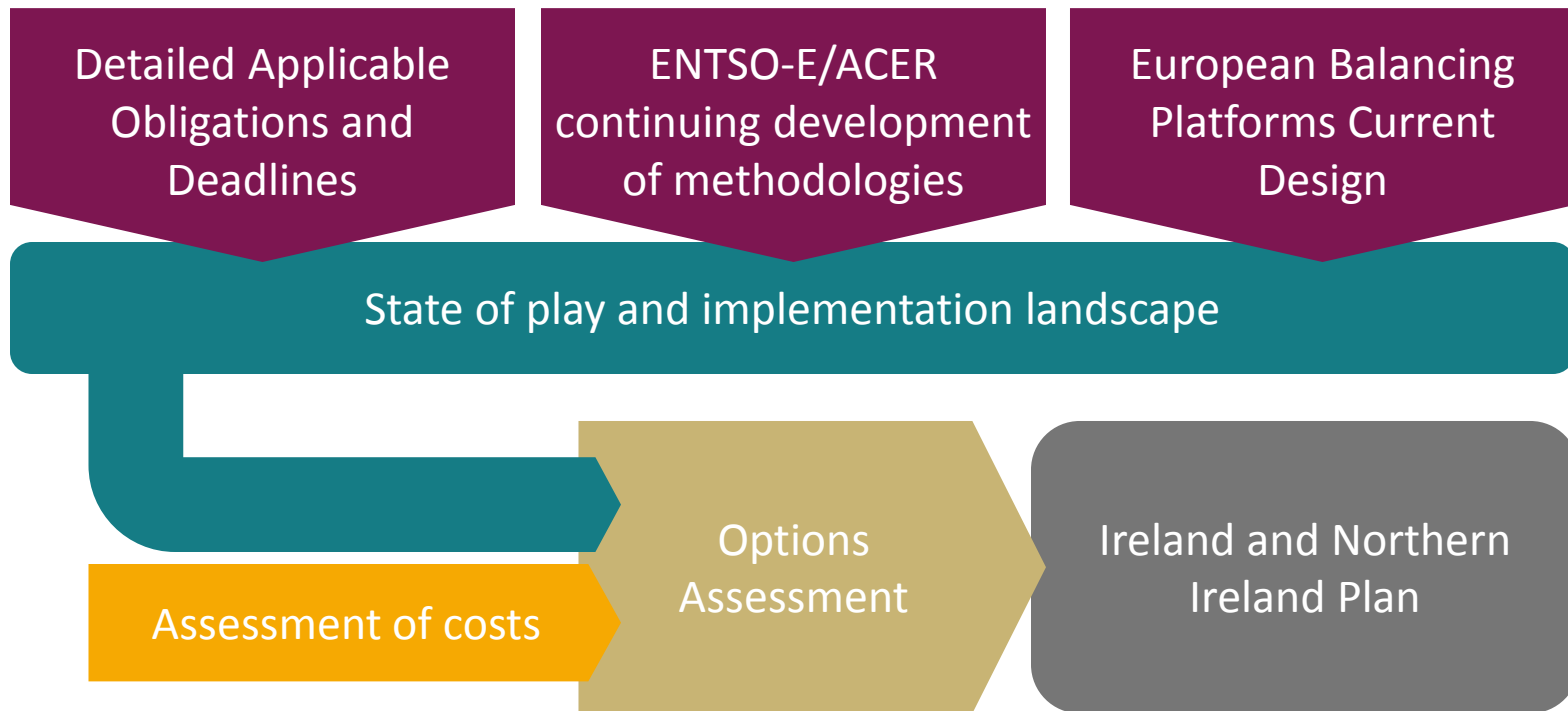 Detailed Applicable
Obligations and
Deadlines
ENTSO-E/ACER
continuing development
of methodologies
European Balancing
Platforms Current
Design
State of play and implementation landscape
Options
Assessment
Assessment of costs
Ireland and Northern
Ireland Plan